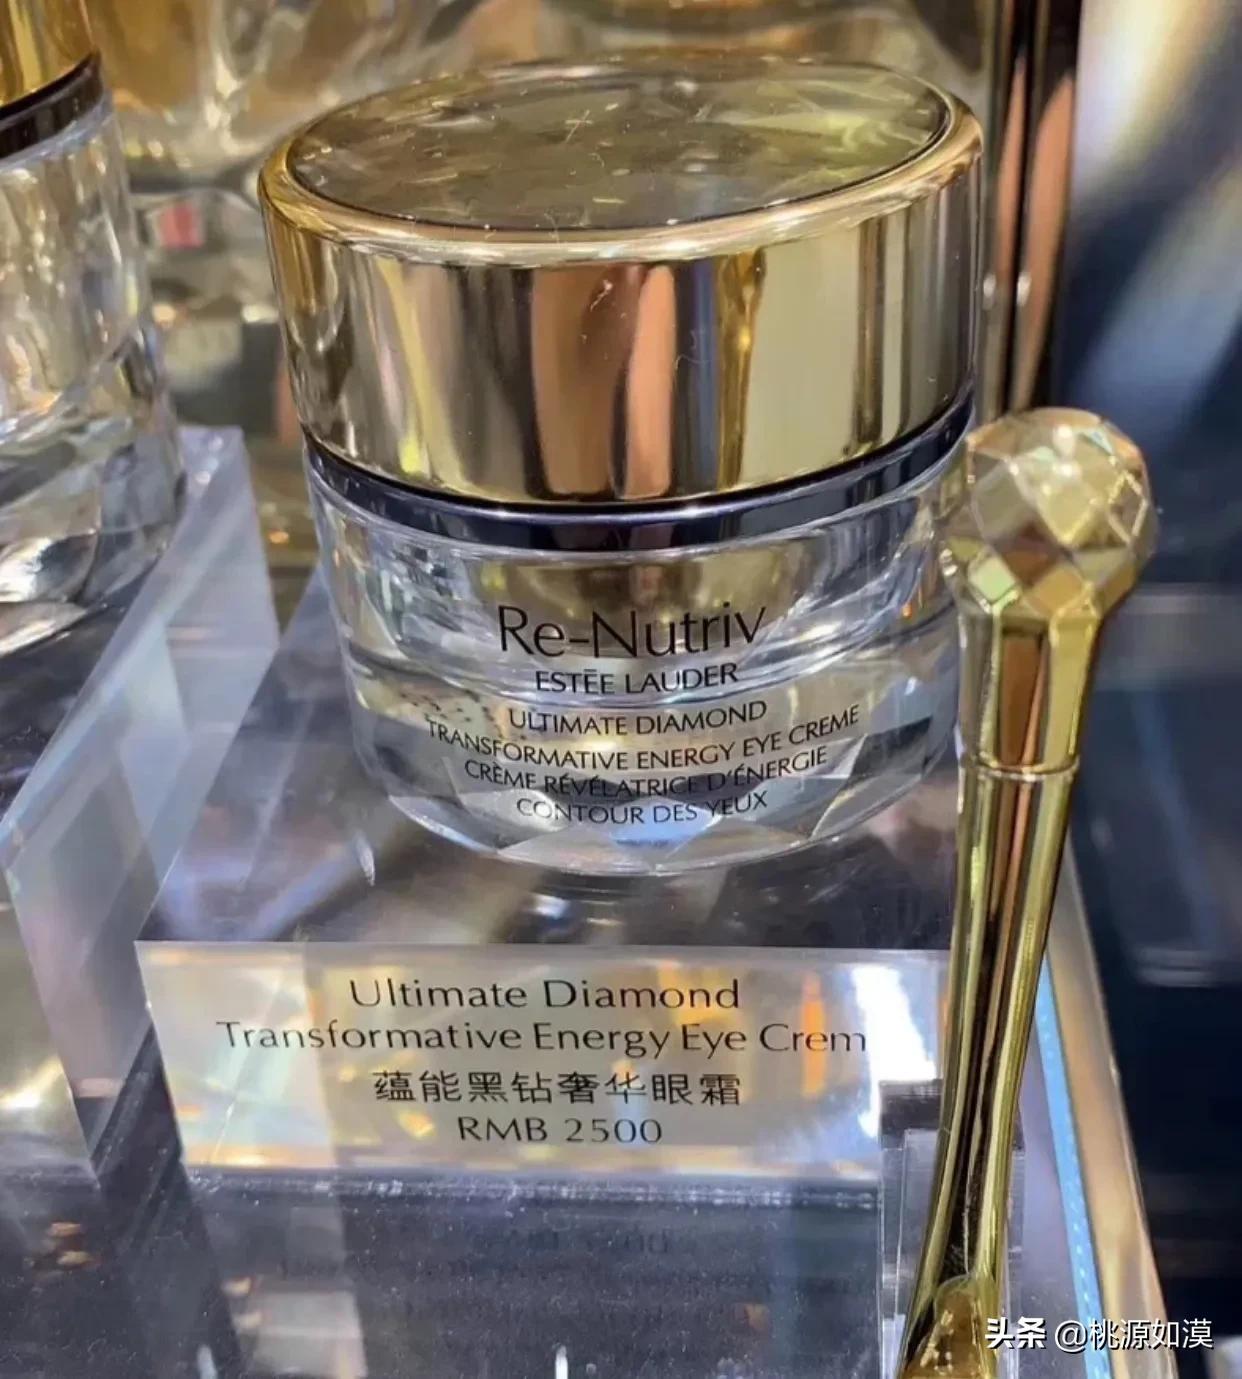 Re-Nutriv
ESTĒE LAUDER
ULTIMATE DIAMOND
TRANSFORMATIVE ENERGY EYE CREME
CRÈME RÉVÉLATRICE D'ÉNERGIE
CONTOUR DES YEUX
Ultimate Diamond
Transformative Energy Eye Crem
蕴能黑钻奢华眼霜
RMB 2500
头条 @桃源如漠